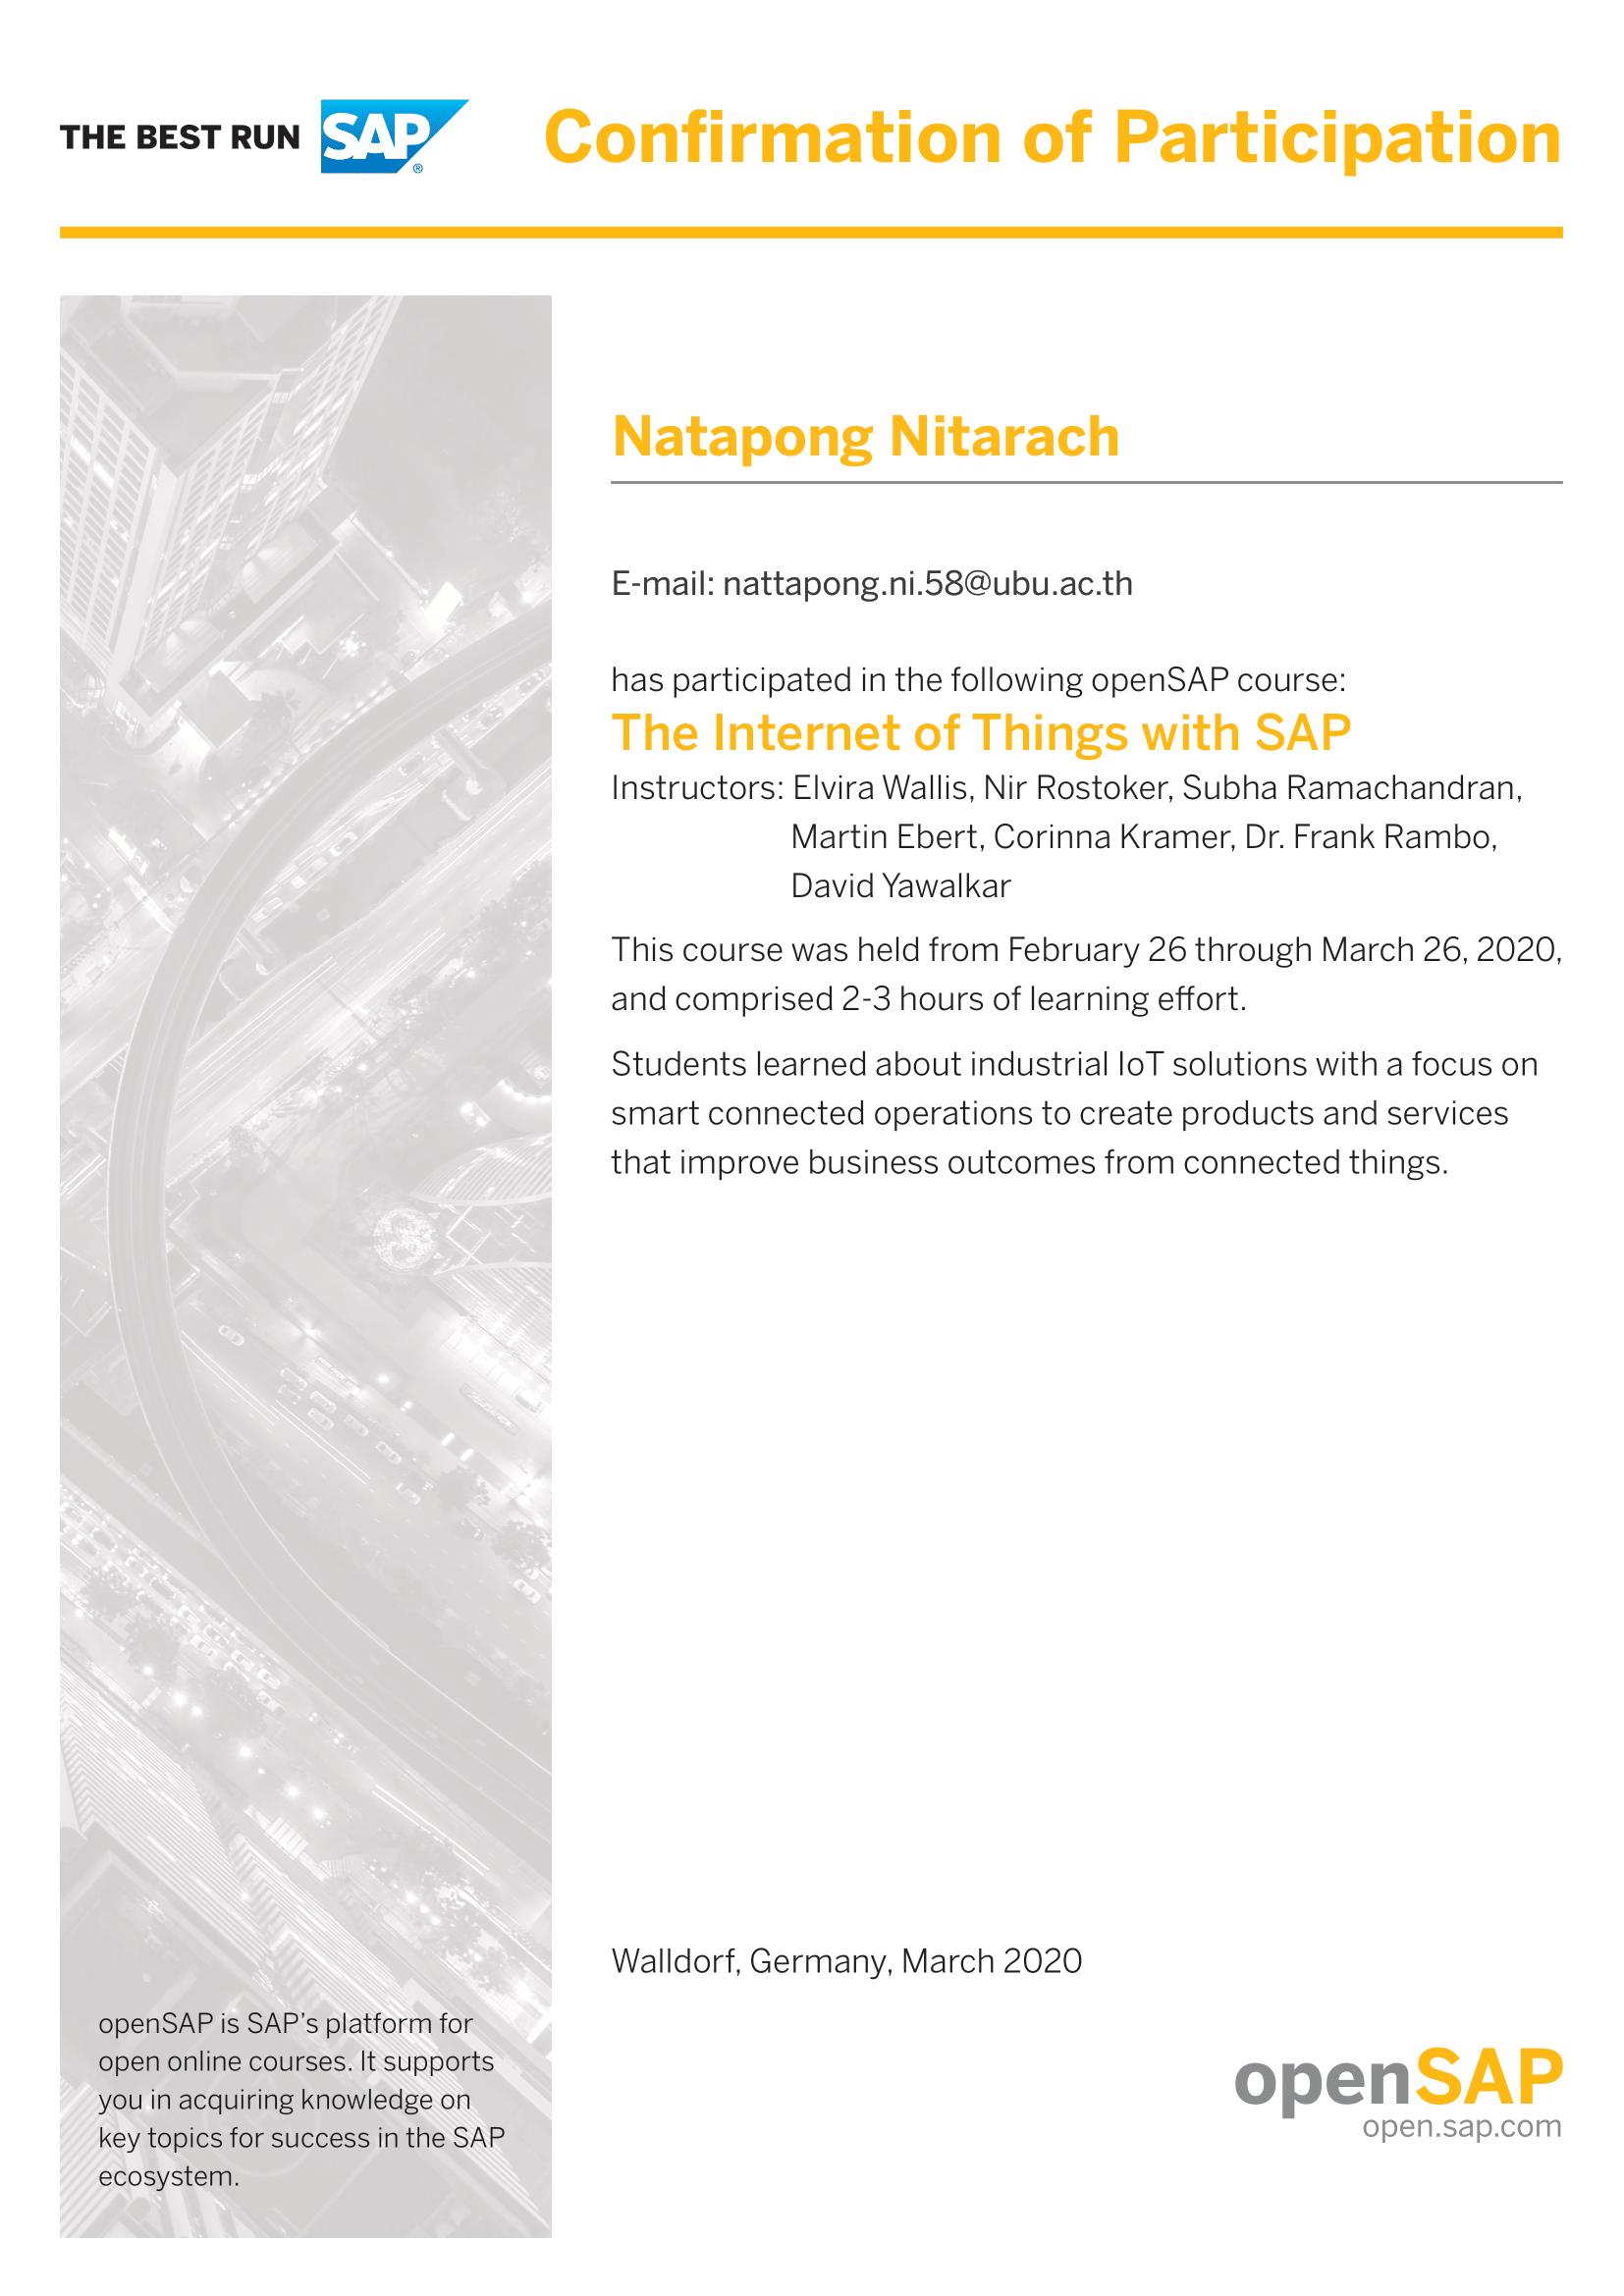 THE BEST RUN SAP®
Confirmation of Participation
Natapong Nitarach
E-mail: nattapong.ni.58@ubu.ac.th
has participated in the following openSAP course:
The Internet of Things with SAP
Instructors: Elvira Wallis, Nir Rostoker, Subha Ramachandran,
Martin Ebert, Corinna Kramer, Dr. Frank Rambo,
David Yawalkar
This course was held from February 26 through March 26, 2020,
and comprised 2-3 hours of learning effort.
Students learned about industrial IoT solutions with a focus on
smart connected operations to create products and services
that improve business outcomes from connected things.
Walldorf, Germany, March 2020
openSAP is SAP’s platform for
open online courses. It supports
you in acquiring knowledge on
key topics for success in the SAP
ecosystem.
openSAP
open.sap.com